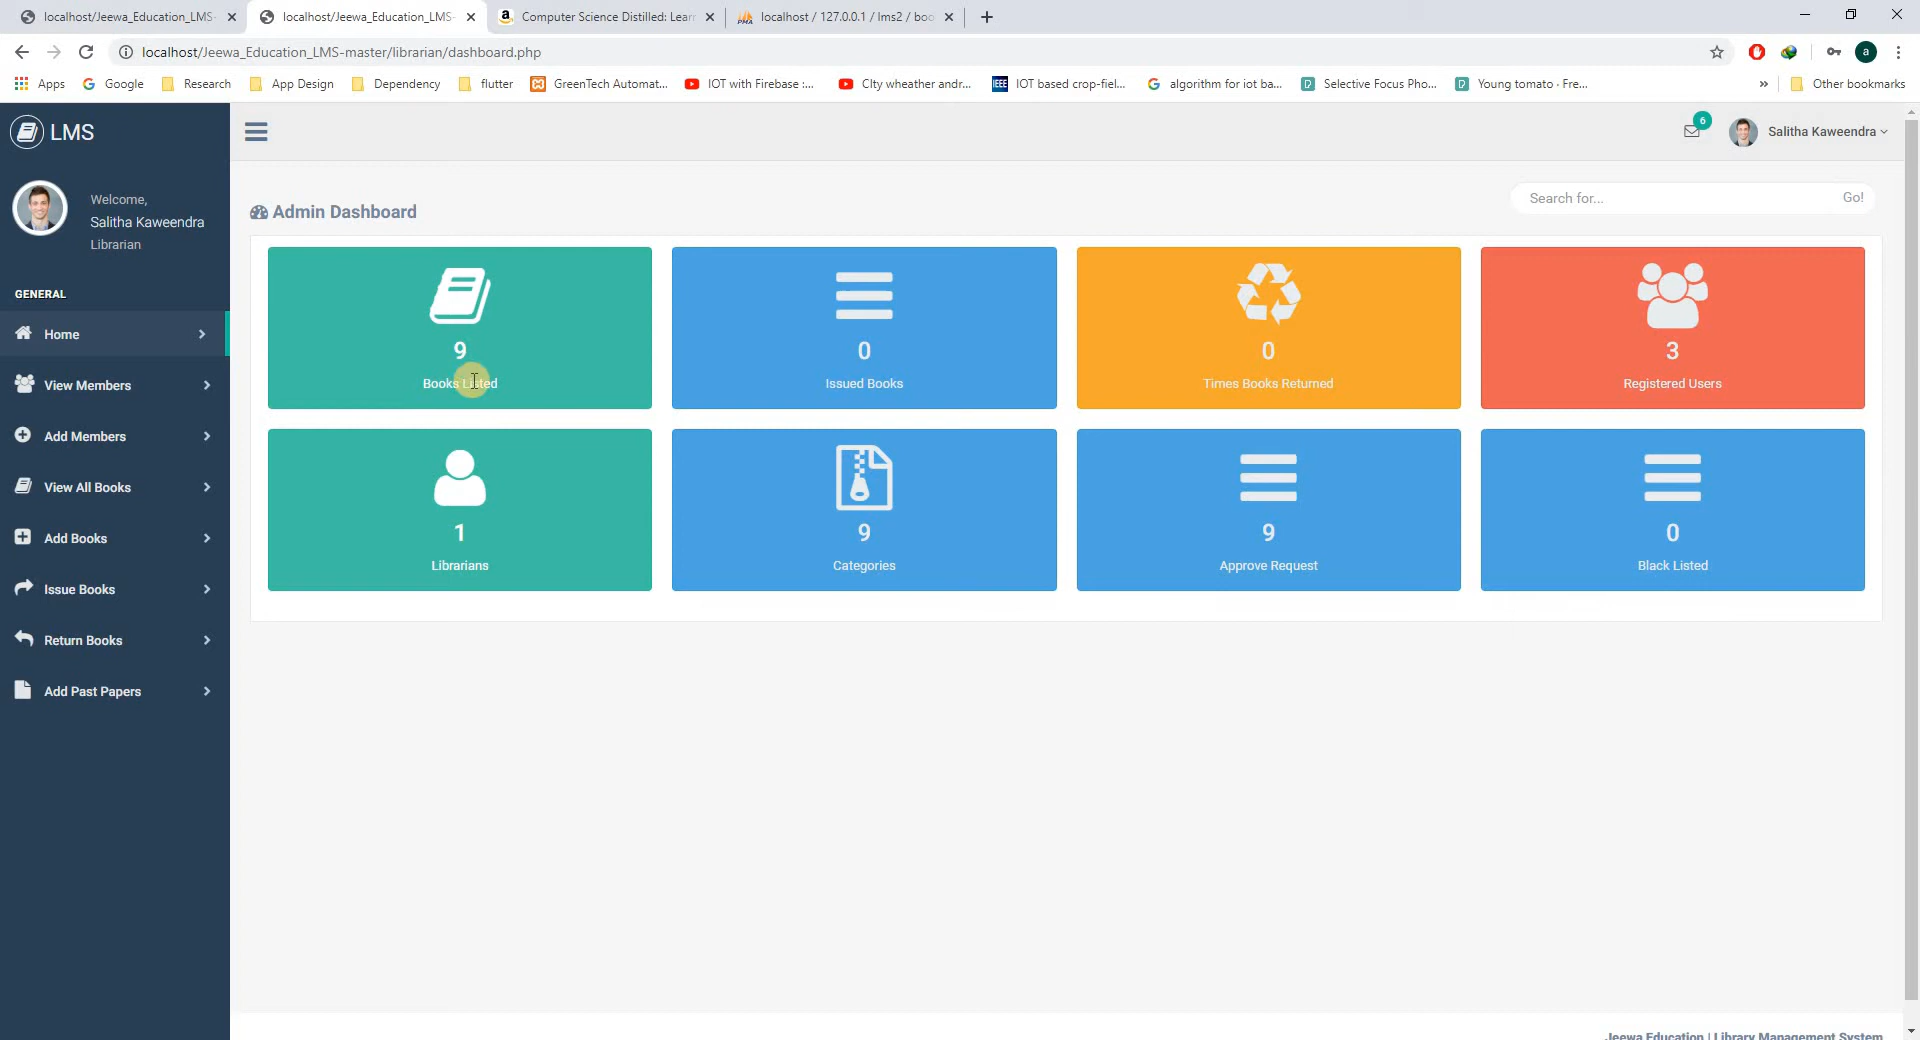 localhost/Jeewa_Education_LMS-
localhost/Jeewa_Education_LMS-
Computer Science Distilled: Lear
localhost / 127.0.0.1 / lms2 / boo
localhost/Jeewa_Education_LMS-master/librarian/dashboard.php
a
Apps
Google
Research
App Design
Dependency
flutter
GreenTech Automat...
IOT with Firebase :...
CIty wheather andr...
IEEE
IOT based crop-fiel...
algorithm for iot ba...
Selective Focus Pho...
Young tomato · Fre...
»
Other bookmarks
LMS
6
Salitha Kaweendra
Welcome,
Salitha Kaweendra
Librarian
Admin Dashboard
Search for...
Go!
GENERAL
Home
View Members
Add Members
View All Books
Add Books
Issue Books
Return Books
Add Past Papers
9
Books Listed
0
Issued Books
0
Times Books Returned
3
Registered Users
1
Librarians
9
Categories
9
Approve Request
0
Black Listed
Jeewa Education | Library Management System